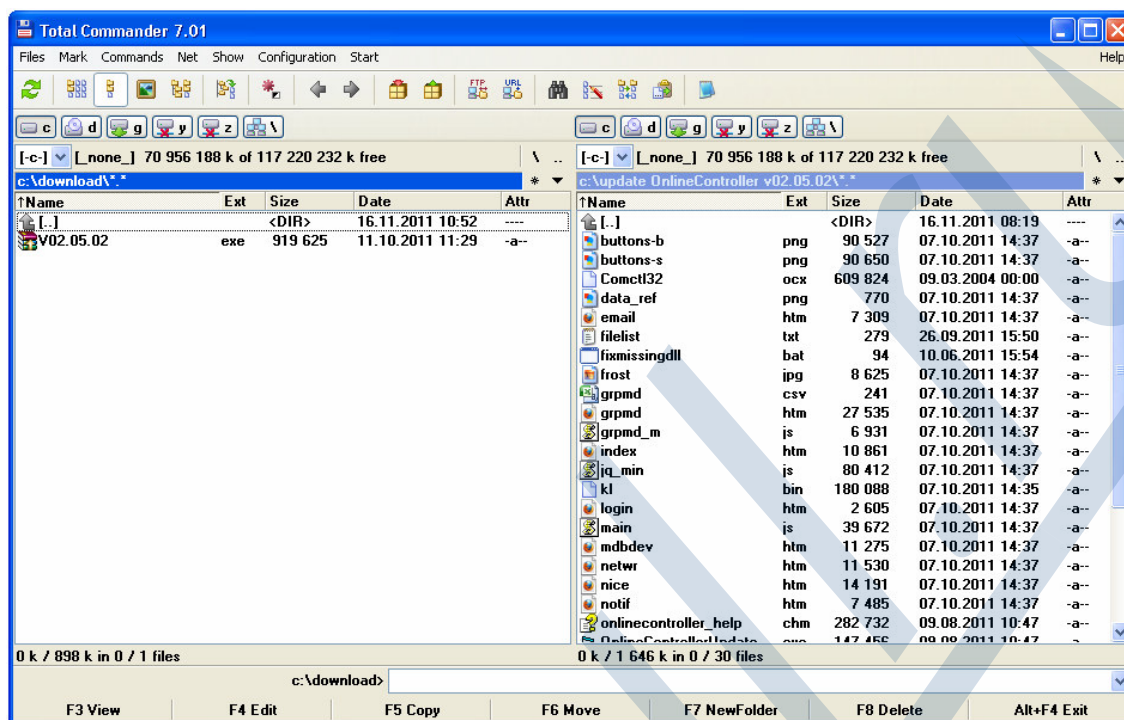 Total Commander 7.01
Files Mark Commands Net Show Configuration Start Help
FTP URL
c d g y z \ c d g y z \
[-c-] [_none_] 70 956 188 k of 117 220 232 k free \ .. [-c-] [_none_] 70 956 188 k of 117 220 232 k free \ ..
c:\download\*.* * c:\update OnlineController v02.05.02\*.* *
↑Name Ext Size Date Attr ↑Name Ext Size Date Attr
[..] <DIR> 16.11.2011 10:52 ---- [..] <DIR> 16.11.2011 08:19 ----
V02.05.02 exe 919 625 11.10.2011 11:29 -a-- buttons-b png 90 527 07.10.2011 14:37 -a--
buttons-s png 90 650 07.10.2011 14:37 -a--
Comctl32 ocx 609 824 09.03.2004 00:00 -a--
data_ref png 770 07.10.2011 14:37 -a--
email htm 7 309 07.10.2011 14:37 -a--
filelist txt 279 26.09.2011 15:50 -a--
fixmissingdll bat 94 10.06.2011 15:54 -a--
frost jpg 8 625 07.10.2011 14:37 -a--
grpmd csv 241 07.10.2011 14:37 -a--
grpmd htm 27 535 07.10.2011 14:37 -a--
grpmd_m js 6 931 07.10.2011 14:37 -a--
index htm 10 861 07.10.2011 14:37 -a--
jq_min js 80 412 07.10.2011 14:37 -a--
kl bin 180 088 07.10.2011 14:35 -a--
login htm 2 605 07.10.2011 14:37 -a--
main js 39 672 07.10.2011 14:37 -a--
mdbdev htm 11 275 07.10.2011 14:37 -a--
netwr htm 11 530 07.10.2011 14:37 -a--
nice htm 14 191 07.10.2011 14:37 -a--
notif htm 7 485 07.10.2011 14:37 -a--
onlinecontroller_help chm 282 732 09.08.2011 10:47 -a--
OnlineControllerUpdate exe 147 456 09.08.2011 10:47
0 k / 898 k in 0 / 1 files 0 k / 1 646 k in 0 / 30 files
c:\download>
F3 View F4 Edit F5 Copy F6 Move F7 NewFolder F8 Delete Alt+F4 Exit